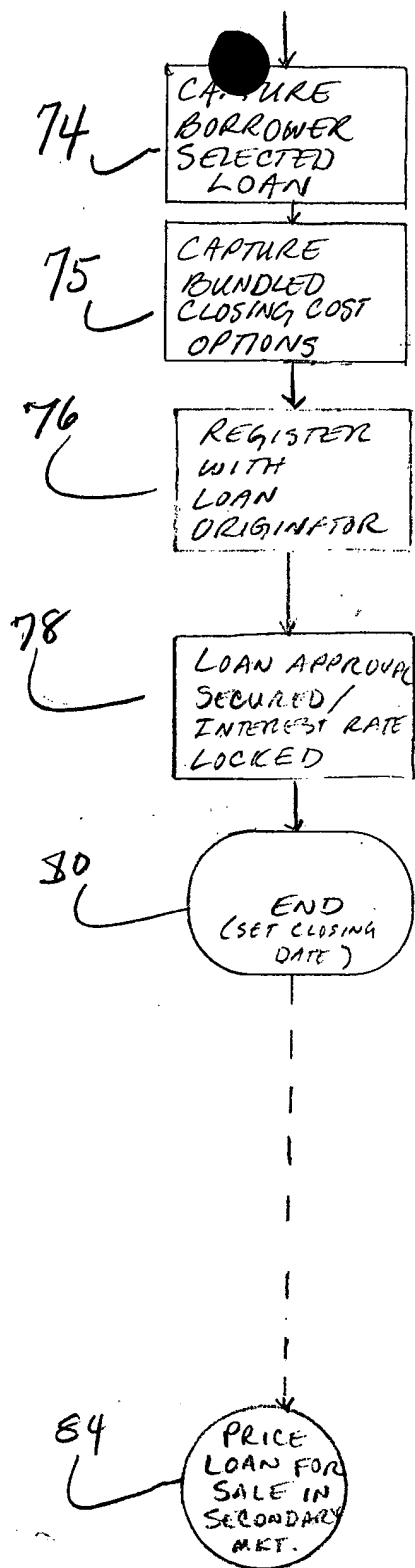 74
CAPTURE
BORROWER
SELECTED
LOAN
75
CAPTURE
BUNDLED
CLOSING COST
OPTIONS
76
REGISTER
WITH
LOAN
ORIGINATOR
78
LOAN APPROVAL
SECURED/
INTEREST RATE
LOCKED
80
END
(SET CLOSING
DATE)
84
PRICE
LOAN FOR
SALE IN
SECONDARY
MKT.